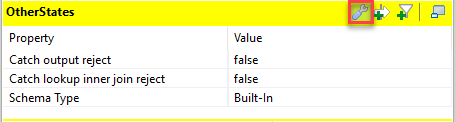 OtherStates
Property Value
Catch output reject false
Catch lookup inner join reject false
Schema Type Built-In